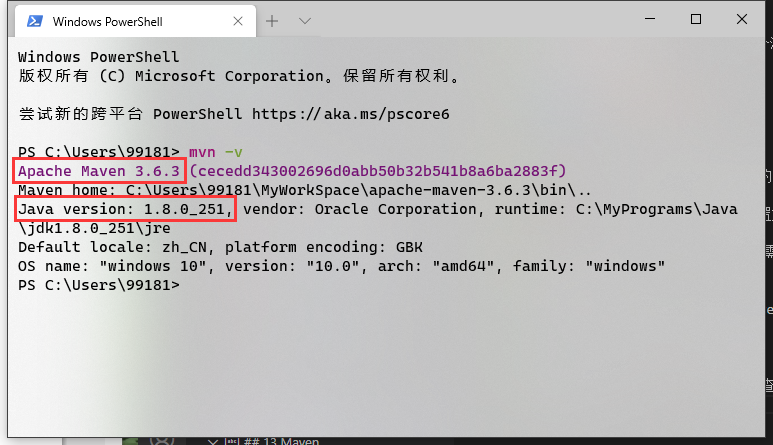 Windows PowerShell
Windows PowerShell
版权所有 (C) Microsoft Corporation。保留所有权利。
尝试新的跨平台 PowerShell https://aka.ms/pscore6
PS C:\Users\99181> mvn -v
Apache Maven 3.6.3 (cecedd343002696d0abb50b32b541b8a6ba2883f)
Maven home: C:\Users\99181\MyWorkSpace\apache-maven-3.6.3\bin\..
Java version: 1.8.0_251, vendor: Oracle Corporation, runtime: C:\MyPrograms\Java
\jdk1.8.0_251\jre
Default locale: zh_CN, platform encoding: GBK
OS name: "windows 10", version: "10.0", arch: "amd64", family: "windows"
PS C:\Users\99181>
## 13 Maven